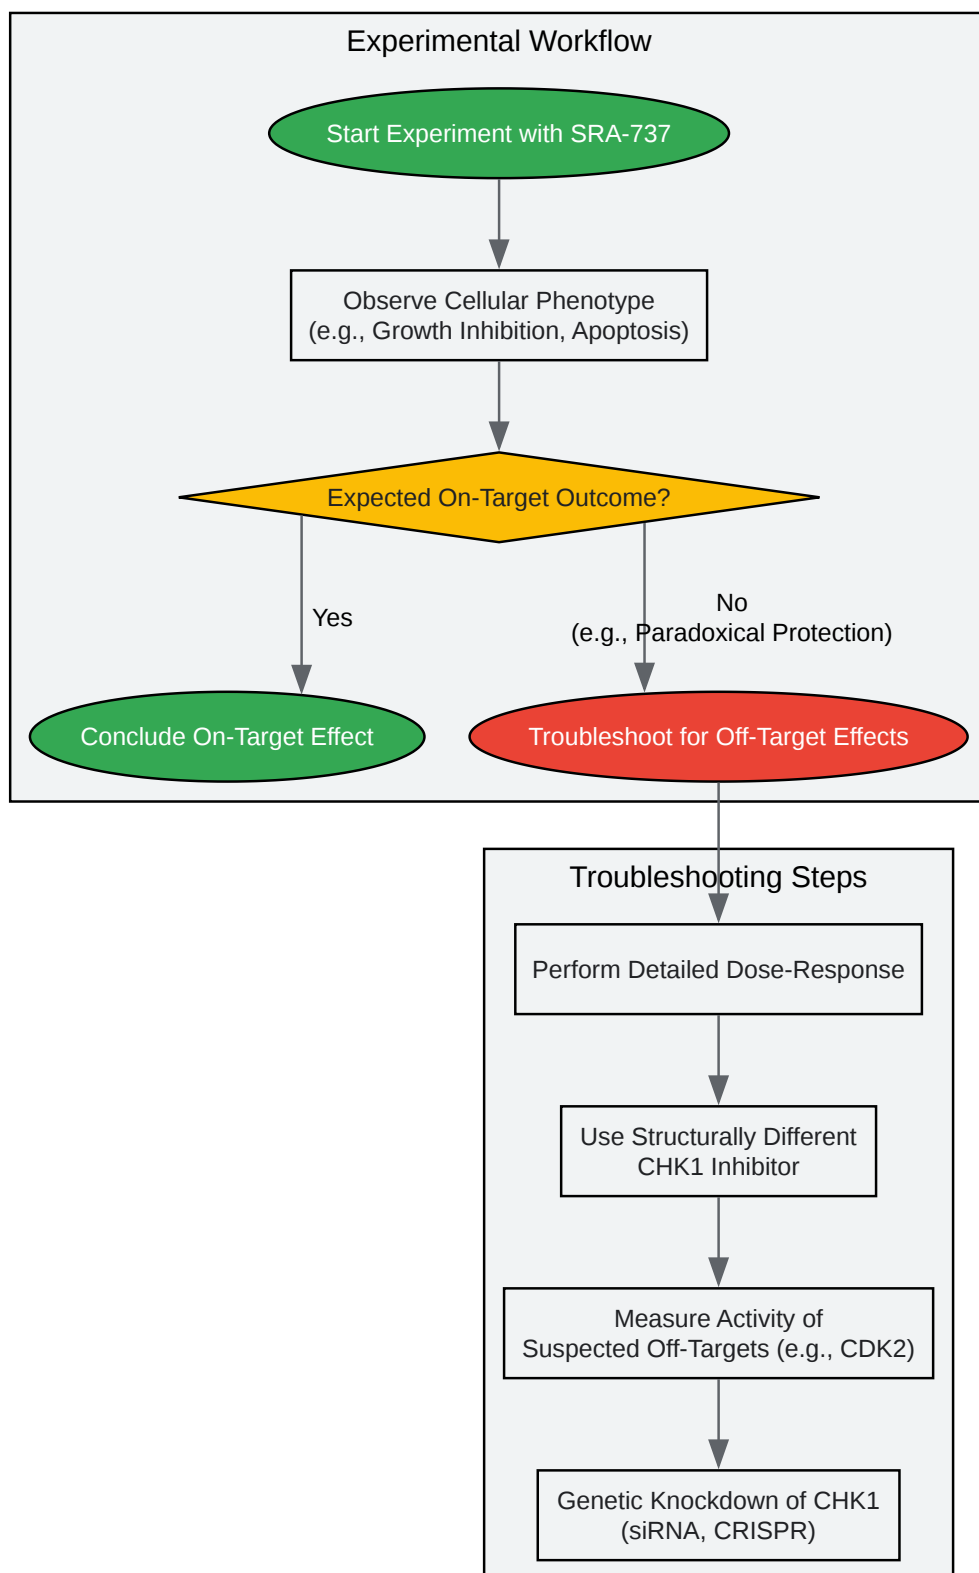 Experimental Workflow
Start Experiment with SRA-737
Observe Cellular Phenotype
(e.g., Growth Inhibition, Apoptosis)
Expected On-Target Outcome?
Yes
No
(e.g., Paradoxical Protection)
Conclude On-Target Effect
Troubleshoot for Off-Target Effects
Troubleshooting Steps
Perform Detailed Dose-Response
Use Structurally Different
CHK1 Inhibitor
Measure Activity of
Suspected Off-Targets (e.g., CDK2)
Genetic Knockdown of CHK1
(siRNA, CRISPR)